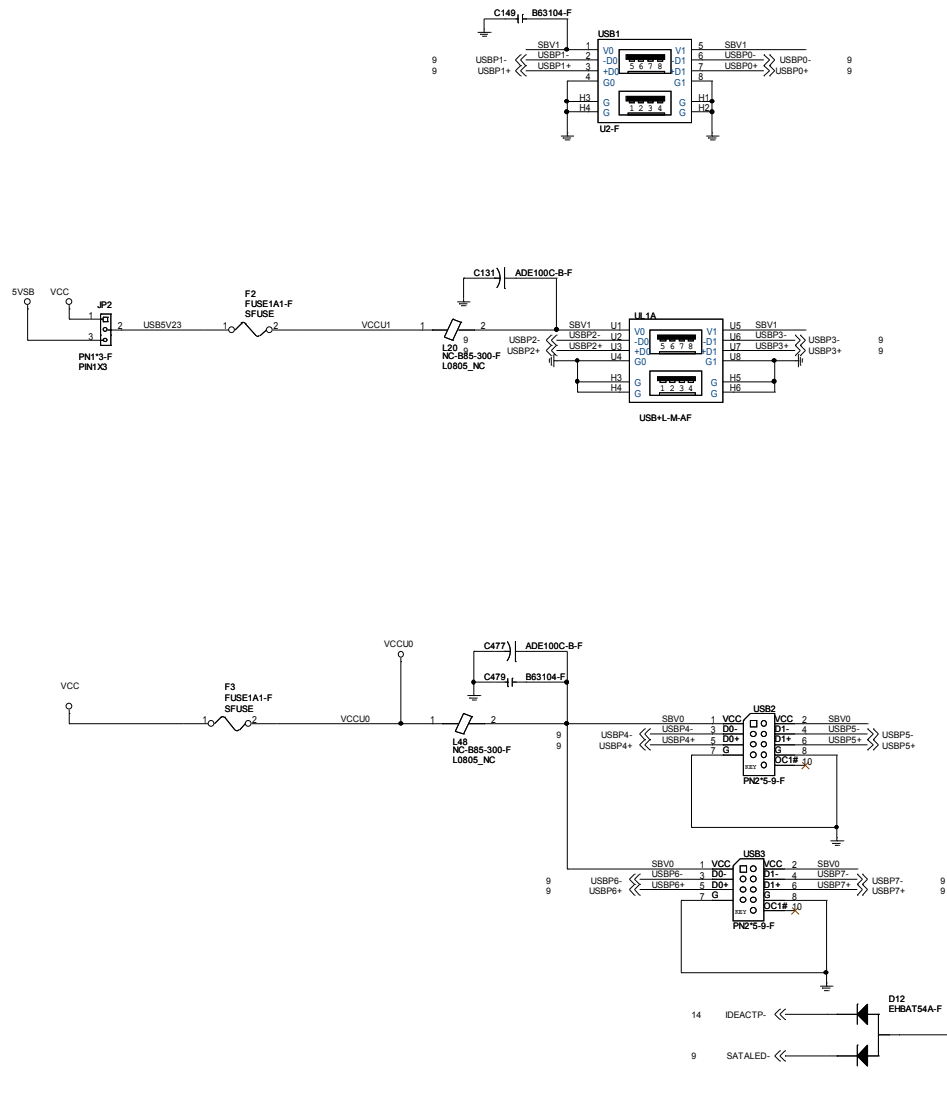 C149 B63104-F
USB1
SBV1 1 V0 V1 5 SBV1
9 USBP1- USBP1- 2 -D0 -D1 6 USBP0- USBP0- 9
9 USBP1+ USBP1+ 3 +D0 +D1 7 USBP0+ USBP0+ 9
5 6 7 8
4 G0 G1 8
H3 G G H1
H4 G G H2
1 2 3 4
U2-F
C131 ADE100C-B-F
5VSB VCC
JP2
F2
FUSE1A1-F
SFUSE
1
2 USB5V23 1 2 VCCU1 1 2
3
PN1*3-F
PIN1X3
L20
NC-B85-300-F
L0805_NC
UL1A
SBV1 U1 V0 V1 U5 SBV1
9 USBP2- USBP2- U2 -D0 -D1 U6 USBP3- USBP3- 9
9 USBP2+ USBP2+ U3 +D0 +D1 U7 USBP3+ USBP3+ 9
5 6 7 8
U4 G0 G1 U8
H3 G G H5
H4 G G H6
1 2 3 4
USB+L-M-AF
VCCU0
C477 ADE100C-B-F
C479 B63104-F
VCC
F3
FUSE1A1-F
SFUSE
1 2 VCCU0 1 2
L48
NC-B85-300-F
L0805_NC
USB2
SBV0 1 VCC VCC 2 SBV0
9 USBP4- USBP4- 3 D0- D1- 4 USBP5- USBP5-
9 USBP4+ USBP4+ 5 D0+ D1+ 6 USBP5+ USBP5+
7 G G 8
KEY OC1# 10
PN2*5-9-F
USB3
SBV0 1 VCC VCC 2 SBV0
9 USBP6- USBP6- 3 D0- D1- 4 USBP7- USBP7- 9
9 USBP6+ USBP6+ 5 D0+ D1+ 6 USBP7+ USBP7+ 9
7 G G 8
KEY OC1# 10
PN2*5-9-F
D12
EHBAT54A-F
14 IDEACTP-
9 SATALED-